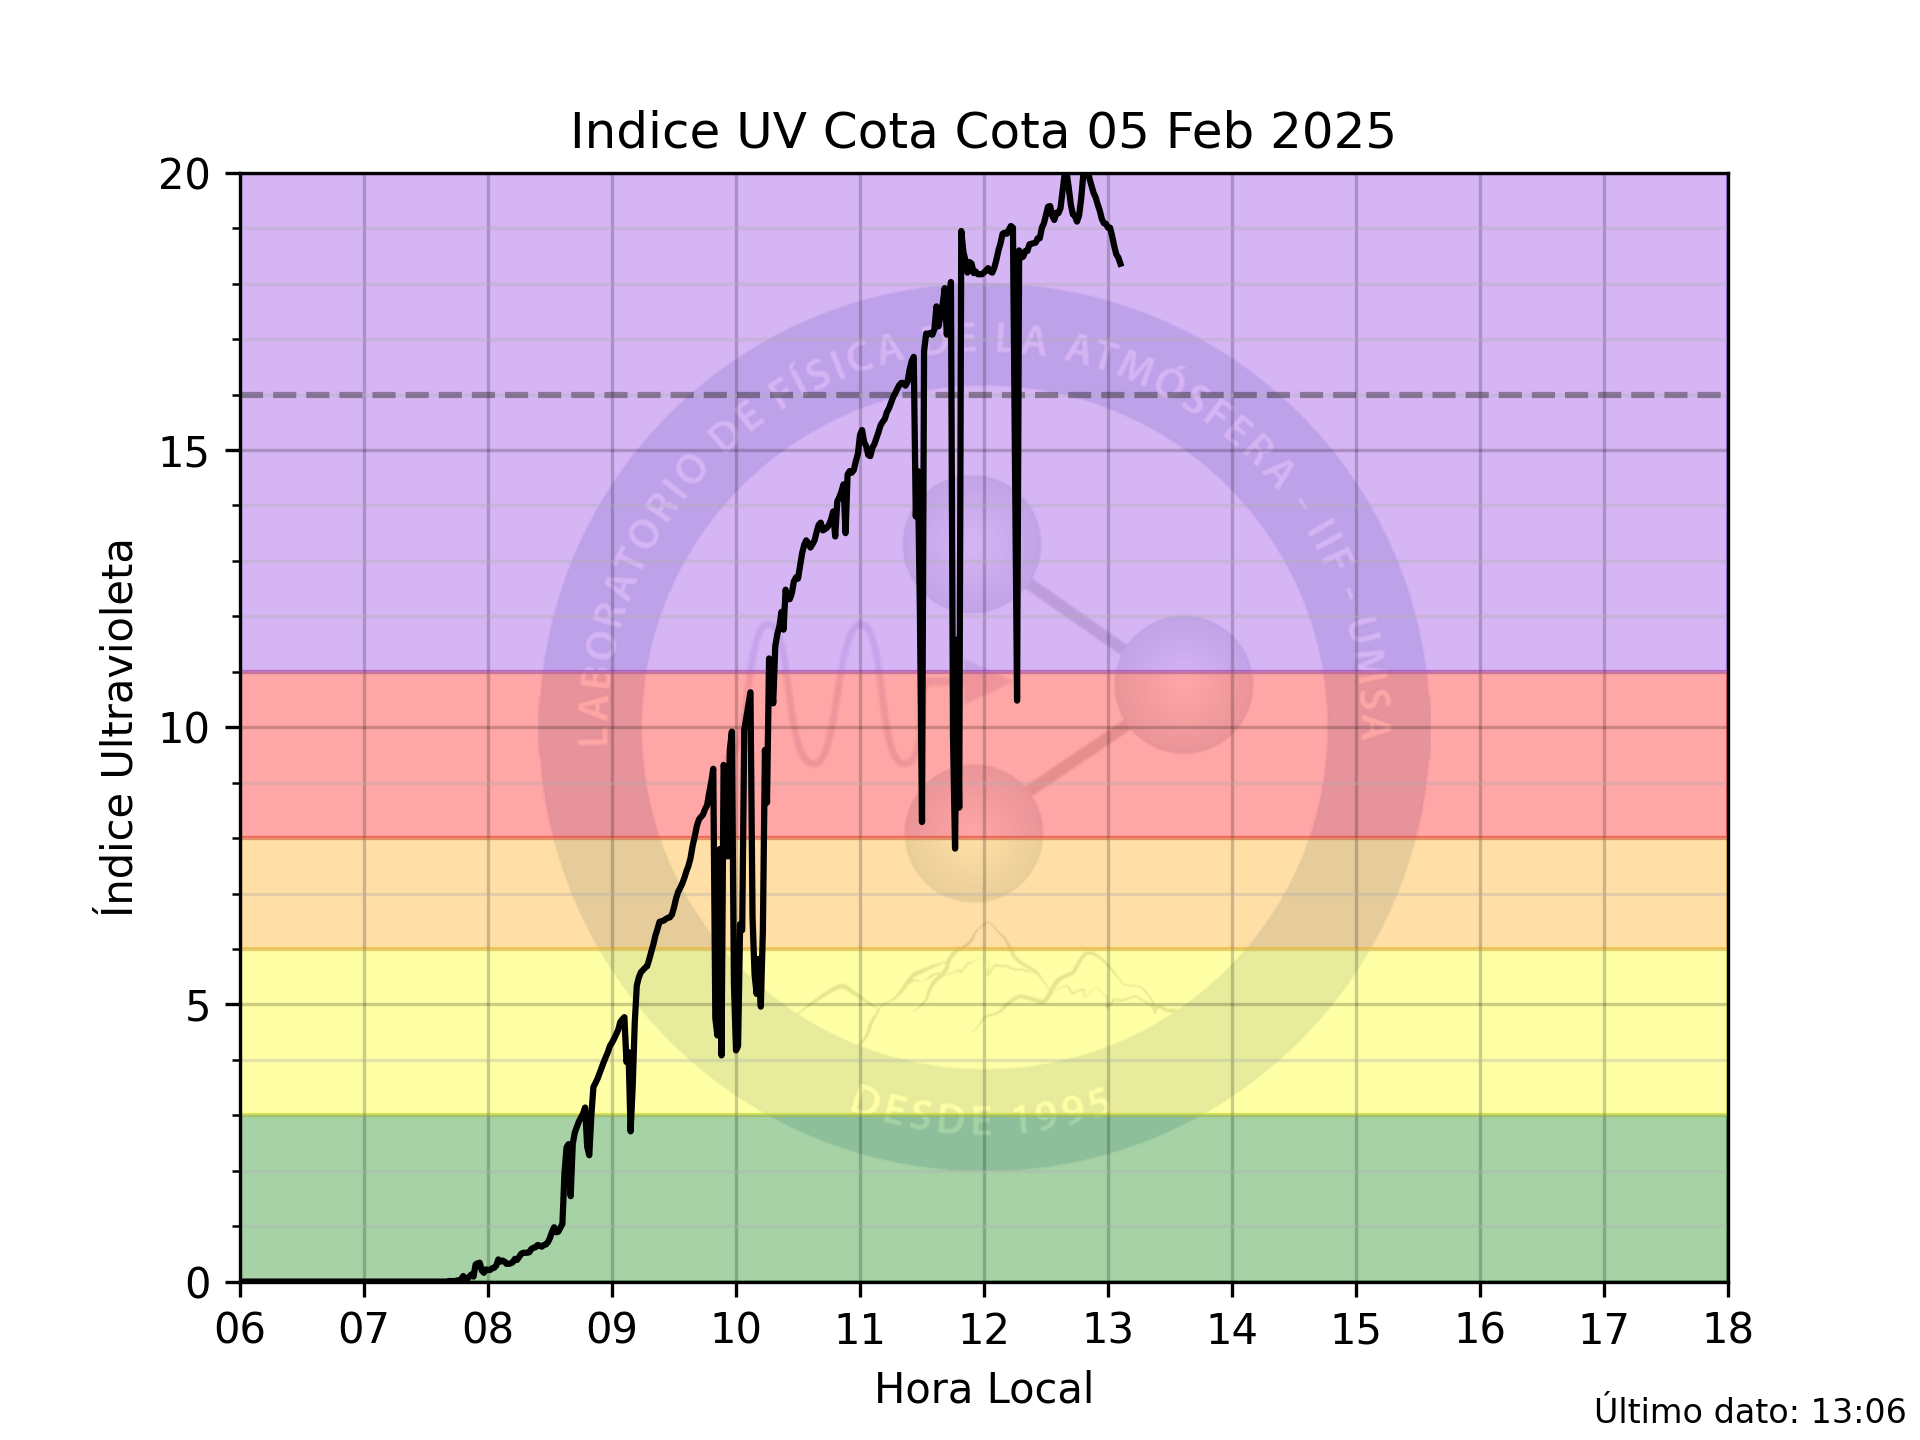 Indice UV Cota Cota 05 Feb 2025
20
15
10
5
0
Índice Ultravioleta
LABORATORIO DE FÍSICA DE LA ATMÓSFERA - IIF - UMSA
DESDE 1995
06 07 08 09 10 11 12 13 14 15 16 17 18
Hora Local
Último dato: 13:06